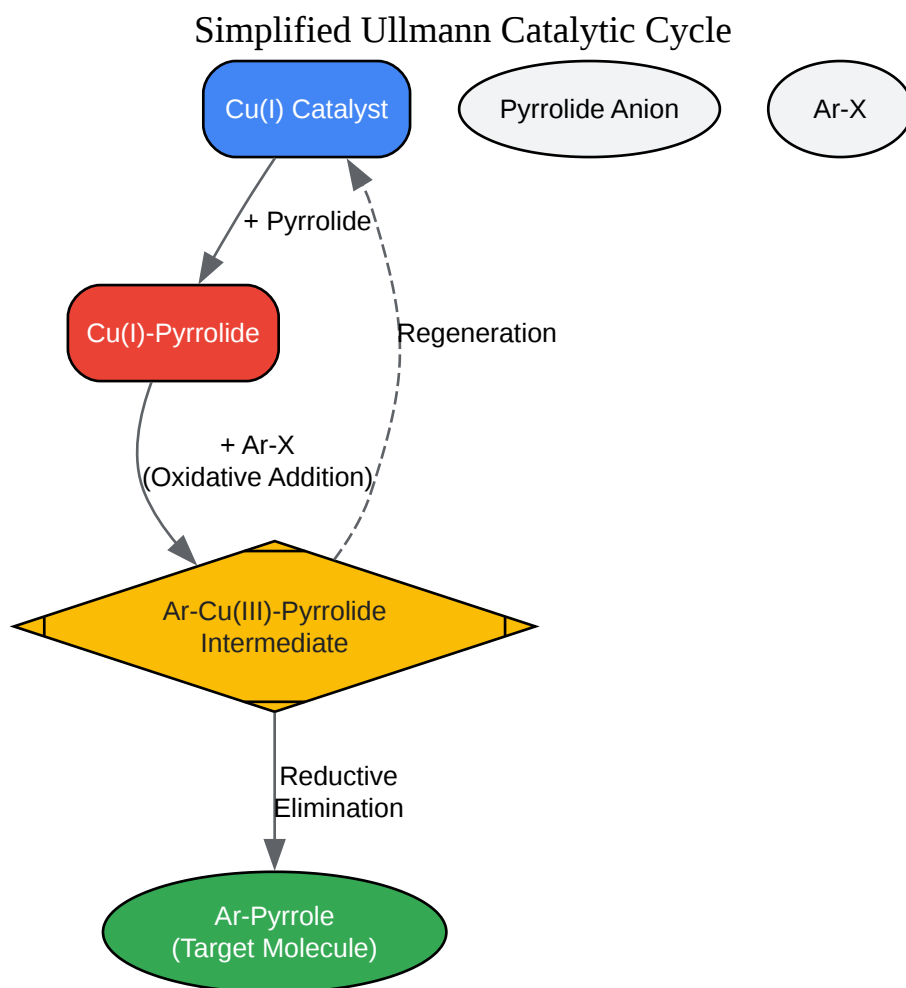 Simplified Ullmann Catalytic Cycle
Cu(I) Catalyst
Pyrrolide Anion
Ar-X
+ Pyrrolide
Cu(I)-Pyrrolide
Regeneration
+ Ar-X
(Oxidative Addition)
Ar-Cu(III)-Pyrrolide
Intermediate
Reductive
Elimination
Ar-Pyrrole
(Target Molecule)